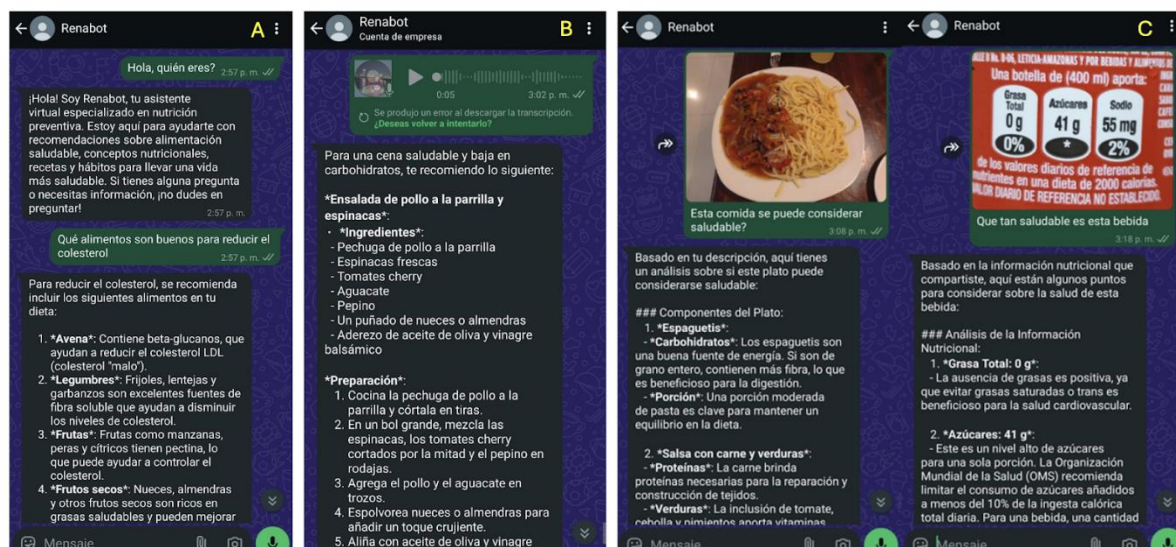 Renabot
A
Hola, quién eres?
2:57 p. m.
¡Hola! Soy Renabot, tu asistente
virtual especializado en nutrición
preventiva. Estoy aquí para ayudarte con
recomendaciones sobre alimentación
saludable, conceptos nutricionales,
recetas y hábitos para llevar una vida
más saludable. Si tienes alguna pregunta
o necesitas información, ¡no dudes en
preguntar!
2:57 p. m.
Qué alimentos son buenos para reducir el
colesterol
2:57 p. m.
Para reducir el colesterol, se recomienda
incluir los siguientes alimentos en tu
dieta:
1. *Avena*: Contiene beta-glucanos, que
ayudan a reducir el colesterol LDL
(colesterol "malo").
2. *Legumbres*: Frijoles, lentejas y
garbanzos son excelentes fuentes de
fibra soluble que ayudan a disminuir
los niveles de colesterol.
3. *Frutas*: Frutas como manzanas,
peras y cítricos tienen pectina, lo
que puede ayudar a controlar el
colesterol.
4. *Frutos secos*: Nueces, almendras
y otros frutos secos son ricos en
grasas saludables y pueden mejorar
Mensaje
Renabot
Cuenta de empresa
B
0:05
3:02 p. m.
Se produjo un error al descargar la transcripción.
¿Deseas volver a intentarlo?
Para una cena saludable y baja en
carbohidratos, te recomiendo lo siguiente:
*Ensalada de pollo a la parrilla y
espinacas*:
• *Ingredientes*:
- Pechuga de pollo a la parrilla
- Espinacas frescas
- Tomates cherry
- Aguacate
- Pepino
- Un puñado de nueces o almendras
- Aderezo de aceite de oliva y vinagre
balsámico
*Preparación*:
1. Cocina la pechuga de pollo a la
parrilla y córtala en tiras.
2. En un bol grande, mezcla las
espinacas, los tomates cherry
cortados por la mitad y el pepino en
rodajas.
3. Agrega el pollo y el aguacate en
trozos.
4. Espolvorea nueces o almendras para
añadir un toque crujiente.
5. Aliña con aceite de oliva y vinagre
Mensaje
Renabot
Esta comida se puede considerar
saludable?
3:08 p. m.
Basado en tu descripción, aquí tienes
un análisis sobre si este plato puede
considerarse saludable:
### Componentes del Plato:
1. *Espaguetis*:
- *Carbohidratos*: Los espaguetis son
una buena fuente de energía. Si son de
grano entero, contienen más fibra, lo que
es beneficioso para la digestión.
- *Porción*: Una porción moderada
de pasta es clave para mantener un
equilibrio en la dieta.
2. *Salsa con carne y verduras*:
- *Proteínas*: La carne brinda
proteínas necesarias para la reparación y
construcción de tejidos.
- *Verduras*: La inclusión de tomate,
cebolla y pimientos aporta vitaminas
Mensaje
Renabot
C
LETICIA-AMAZONAS Y POR BEBIDAS Y
Una botella de (400 ml) aporta:
Grasa Total 0 g 0%
Azúcares 41 g *
Sodio 55 mg 2%
de los valores diarios de referencia de
nutrientes en una dieta de 2000 calorías.
VALOR DIARIO DE REFERENCIA NO ESTABLECIDO
Que tan saludable es esta bebida
3:18 p. m.
Basado en la información nutricional que
compartiste, aquí están algunos puntos
para considerar sobre la salud de esta
bebida:
### Análisis de la Información
Nutricional:
1. *Grasa Total: 0 g*:
- La ausencia de grasas es positiva, ya
que evitar grasas saturadas o trans es
beneficioso para la salud cardiovascular.
2. *Azúcares: 41 g*:
- Este es un nivel alto de azúcares
para una sola porción. La Organización
Mundial de la Salud (OMS) recomienda
limitar el consumo de azúcares añadidos
a menos del 10% de la ingesta calórica
total diaria. Para una bebida, una cantidad
Mensaje